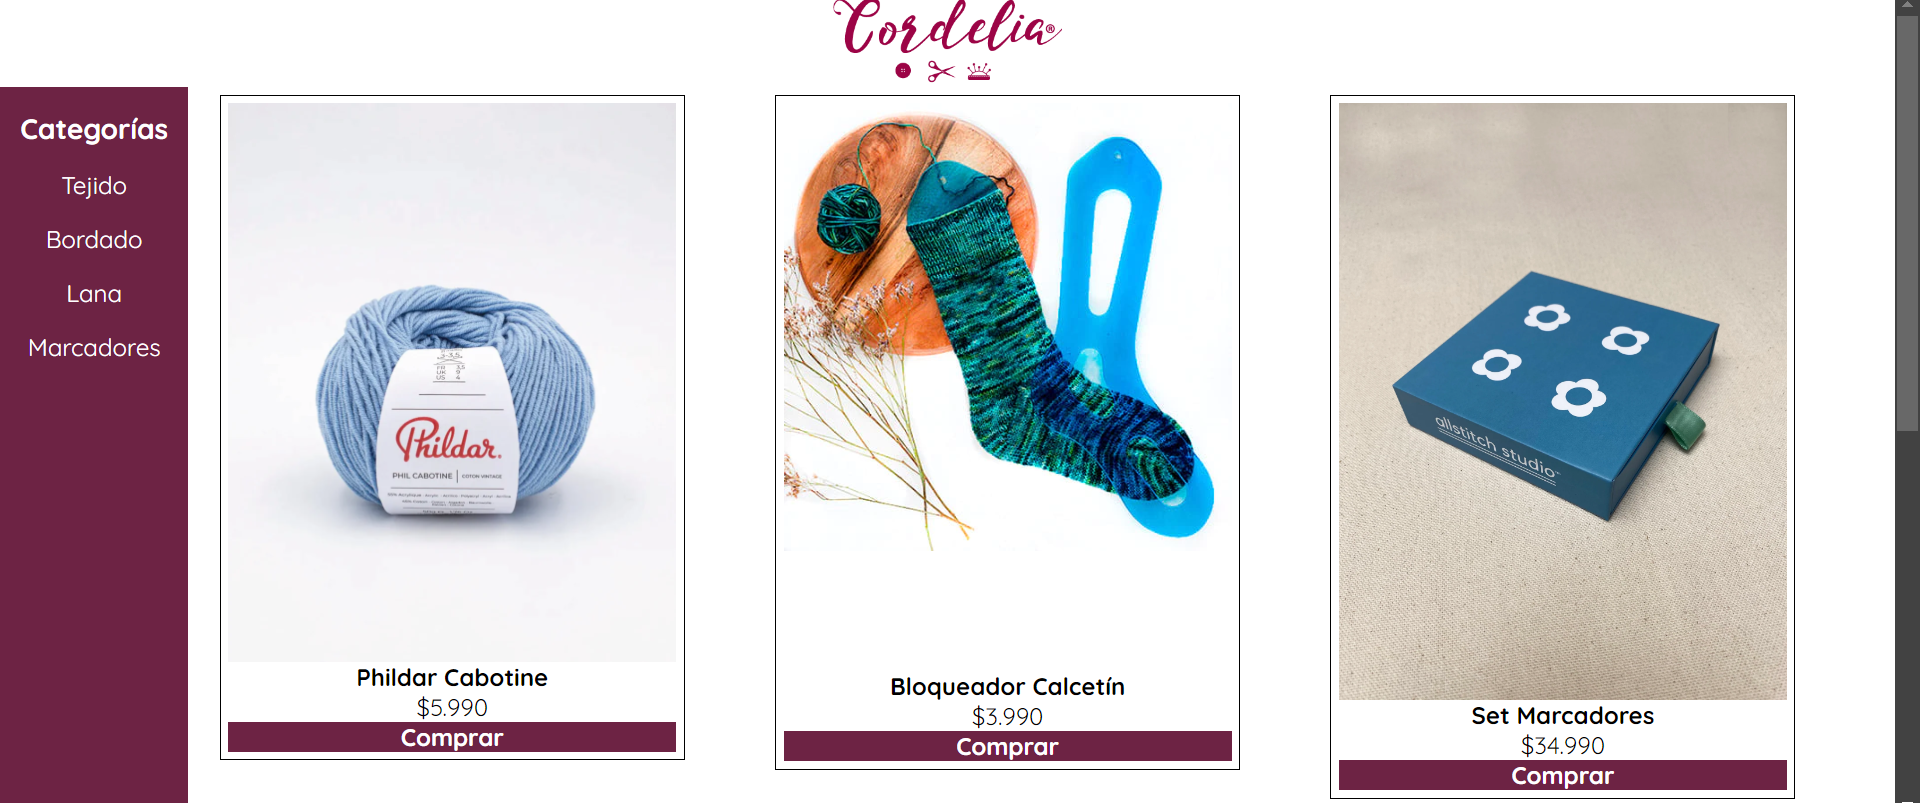 Cordelia®
Categorías
Tejido
Bordado
Lana
Marcadores
Phildar.
PHIL CABOTINE | COTON VINTAGE
Phildar Cabotine
$5.990
Comprar
Bloqueador Calcetín
$3.990
Comprar
allstitch studio™
Set Marcadores
$34.990
Comprar